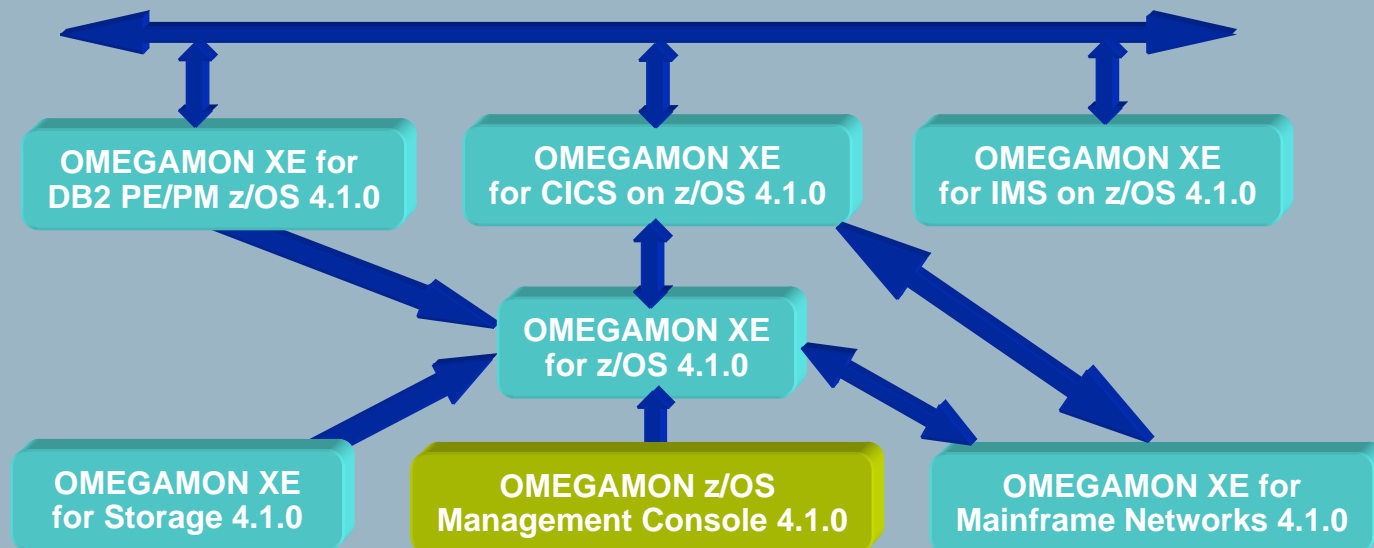 OMEGAMON XE for
DB2 PE/PM z/OS 4.1.0
OMEGAMON XE
for CICS on z/OS 4.1.0
OMEGAMON XE
for IMS on z/OS 4.1.0
OMEGAMON XE
for z/OS 4.1.0
OMEGAMON XE
for Storage 4.1.0
OMEGAMON z/OS
Management Console 4.1.0
OMEGAMON XE for
Mainframe Networks 4.1.0